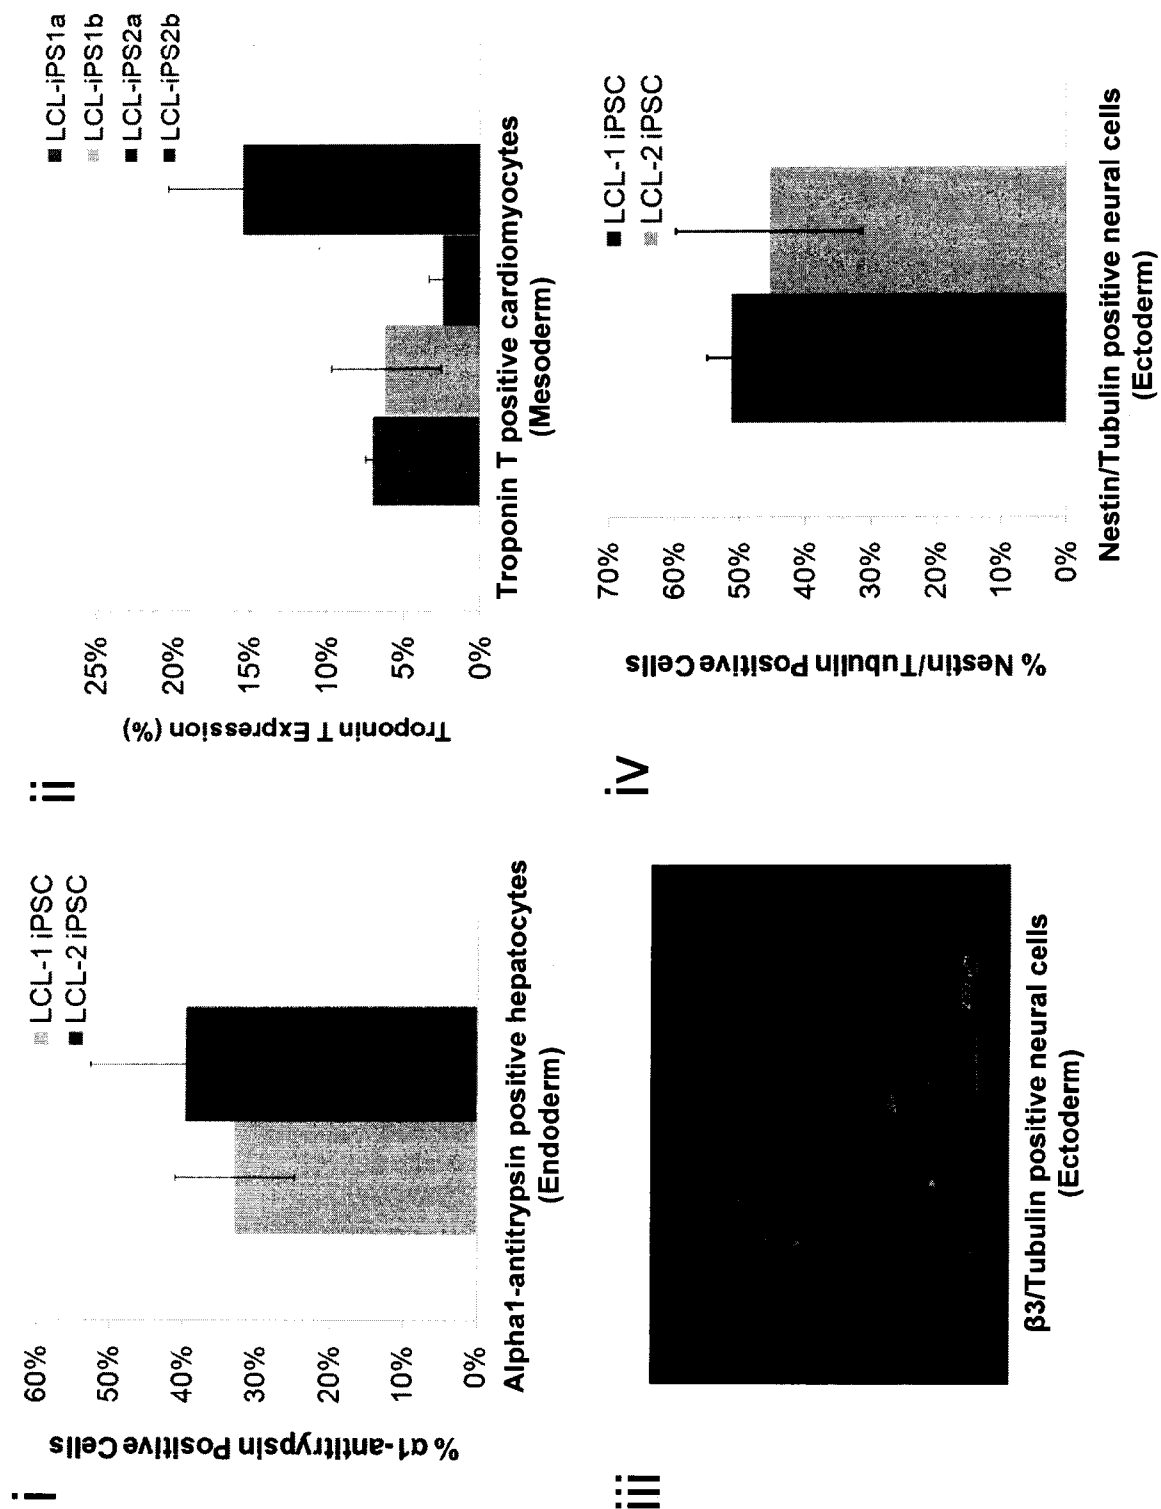 i
% α1-antitrypsin Positive Cells
60%
50%
40%
30%
20%
10%
0%
LCL-1 iPSC
LCL-2 iPSC
Alpha1-antitrypsin positive hepatocytes
(Endoderm)
ii
Troponin T Expression (%)
25%
20%
15%
10%
5%
0%
LCL-iPS1a
LCL-iPS1b
LCL-iPS2a
LCL-iPS2b
Troponin T positive cardiomyocytes
(Mesoderm)
iii
β3/Tubulin positive neural cells
(Ectoderm)
iv
% Nestin/Tubulin Positive Cells
70%
60%
50%
40%
30%
20%
10%
0%
LCL-1 iPSC
LCL-2 iPSC
Nestin/Tubulin positive neural cells
(Ectoderm)